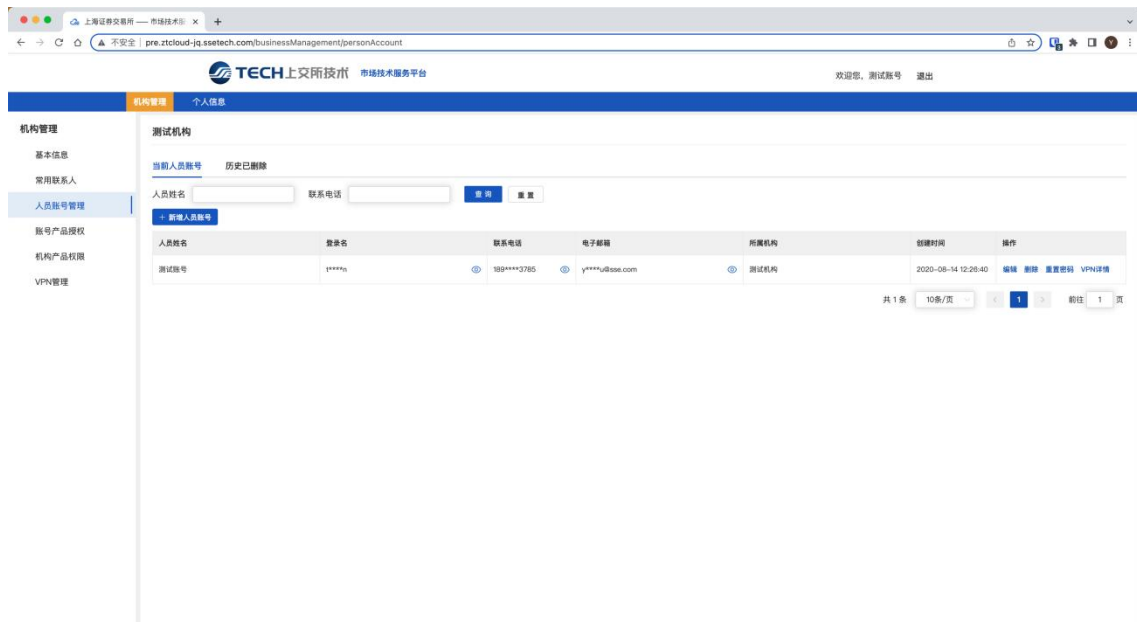 上海证券交易所 — 市场技术服
不安全 pre.ztcloud-jq.ssetech.com/businessManagement/personAccount
TECH上交所技术 市场技术服务平台 欢迎您，测试账号 退出
机构管理 个人信息
机构管理
基本信息
常用联系人
人员账号管理
账号产品授权
机构产品权限
VPN管理
测试机构
当前人员账号 历史已删除
人员姓名 联系电话 查 询 重 置
+ 新增人员账号
人员姓名 登录名 联系电话 电子邮箱 所属机构 创建时间 操作
测试账号 t****n 189****3785 y****u@sse.com 测试机构 2020-08-14 12:26:40 编辑 删除 重置密码 VPN详情
共 1 条 10条/页 1 前往 1 页